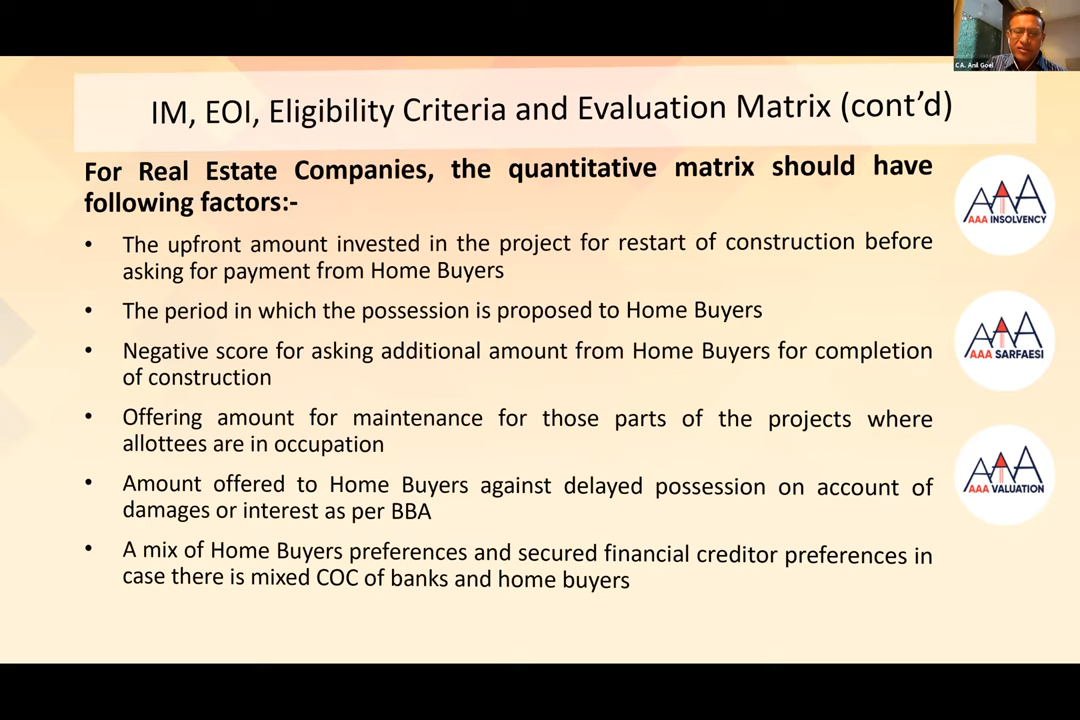 C.A. Anil Goel
IM, EOI, Eligibility Criteria and Evaluation Matrix (cont’d)
For Real Estate Companies, the quantitative matrix should have
following factors:-
• The upfront amount invested in the project for restart of construction before
asking for payment from Home Buyers
• The period in which the possession is proposed to Home Buyers
• Negative score for asking additional amount from Home Buyers for completion
of construction
• Offering amount for maintenance for those parts of the projects where
allottees are in occupation
• Amount offered to Home Buyers against delayed possession on account of
damages or interest as per BBA
• A mix of Home Buyers preferences and secured financial creditor preferences in
case there is mixed COC of banks and home buyers
AAA
AAA INSOLVENCY
AAA
AAA SARFAESI
AAA
AAA VALUATION